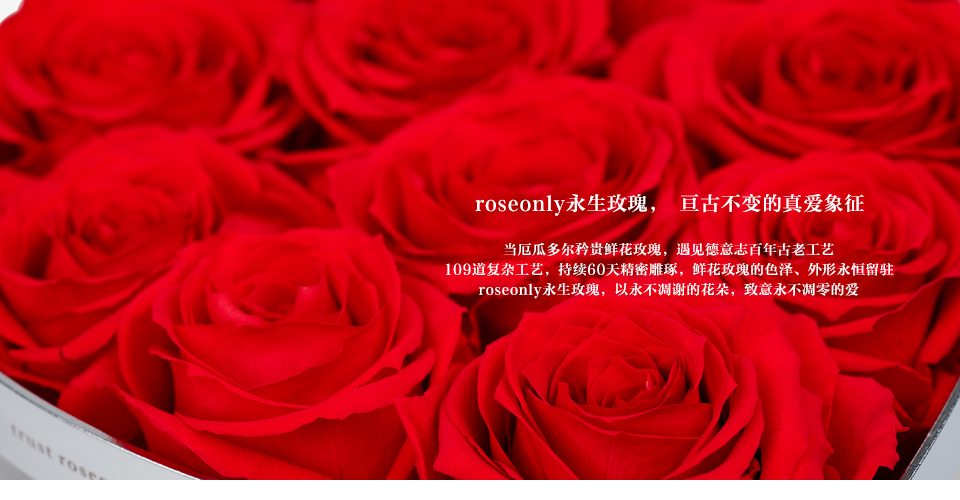 roseonly永生玫瑰， 亘古不变的真爱象征
当厄瓜多尔矜贵鲜花玫瑰，遇见德意志百年古老工艺
109道复杂工艺，持续60天精密雕琢，鲜花玫瑰的色泽、外形永恒留驻
roseonly永生玫瑰，以永不凋谢的花朵，致意永不凋零的爱
trust